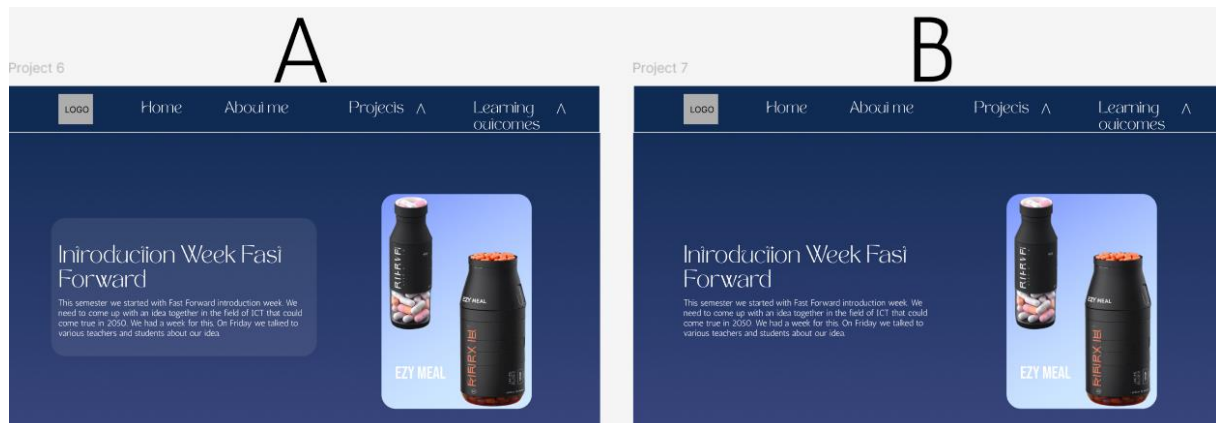 A
B
Project 6
Project 7
LOGO
Home
About me
Projects
Learning
outcomes
Introduction Week Fast
Forward
This semester we started with Fast Forward introduction week. We
need to come up with an idea together in the field of ICT that could
come true in 2050. We had a week for this. On Friday we talked to
various teachers and students about our idea.
EZY MEAL
EZY MEAL
LOGO
Home
About me
Projects
Learning
outcomes
Introduction Week Fast
Forward
This semester we started with Fast Forward introduction week. We
need to come up with an idea together in the field of ICT that could
come true in 2050. We had a week for this. On Friday we talked to
various teachers and students about our idea.
EZY MEAL
EZY MEAL